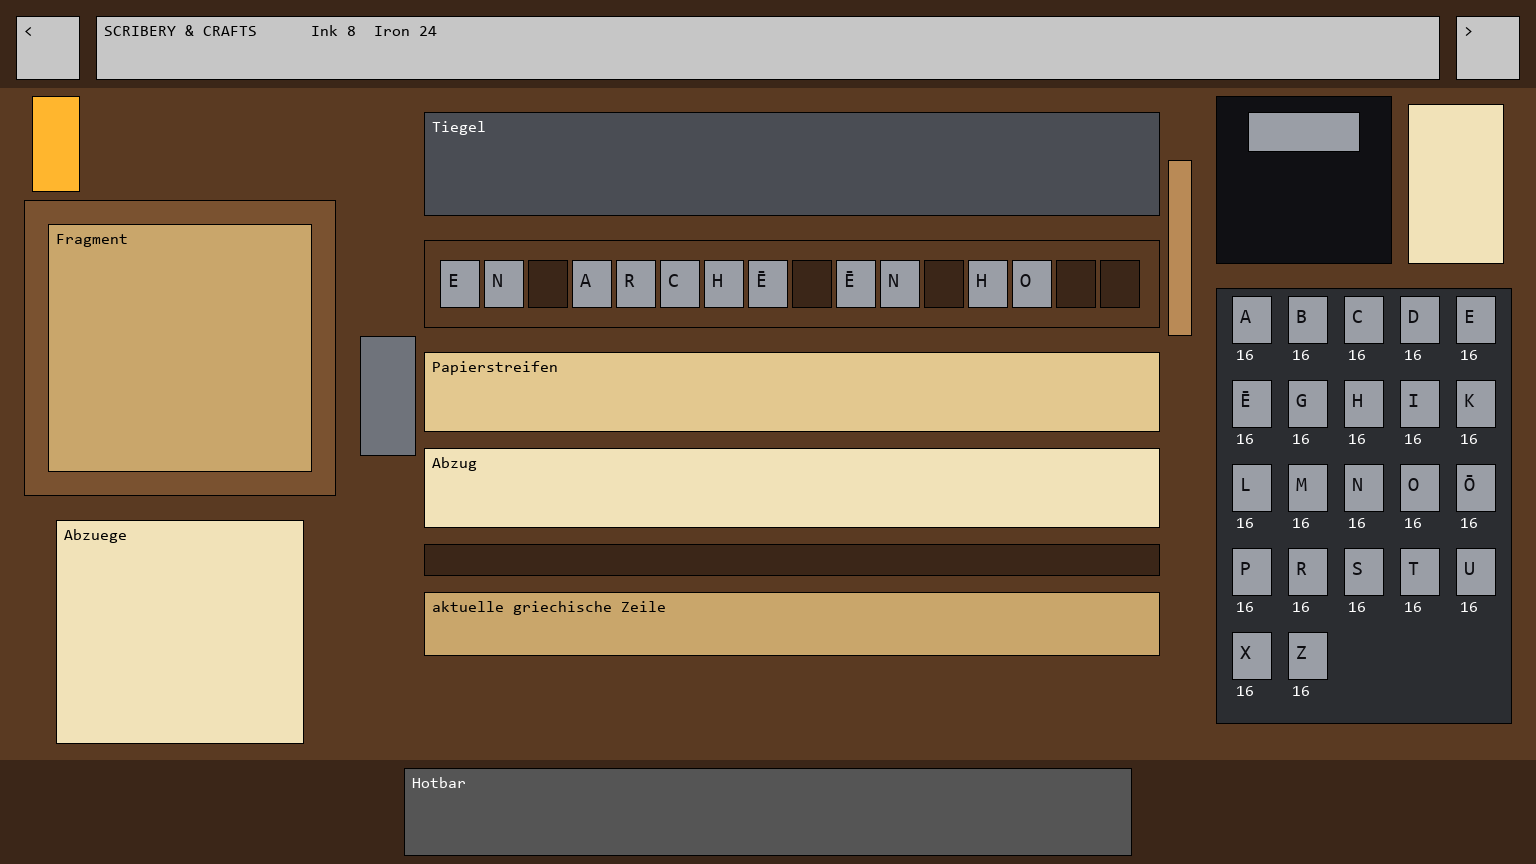 < SCRIBERY & CRAFTS Ink 8 Iron 24 >
Tiegel
Fragment
E N A R C H Ē Ē N H O
Papierstreifen
Abzug
Abzuege
aktuelle griechische Zeile
A B C D E
16 16 16 16 16
Ē G H I K
16 16 16 16 16
L M N O Ō
16 16 16 16 16
P R S T U
16 16 16 16 16
X Z
16 16
Hotbar